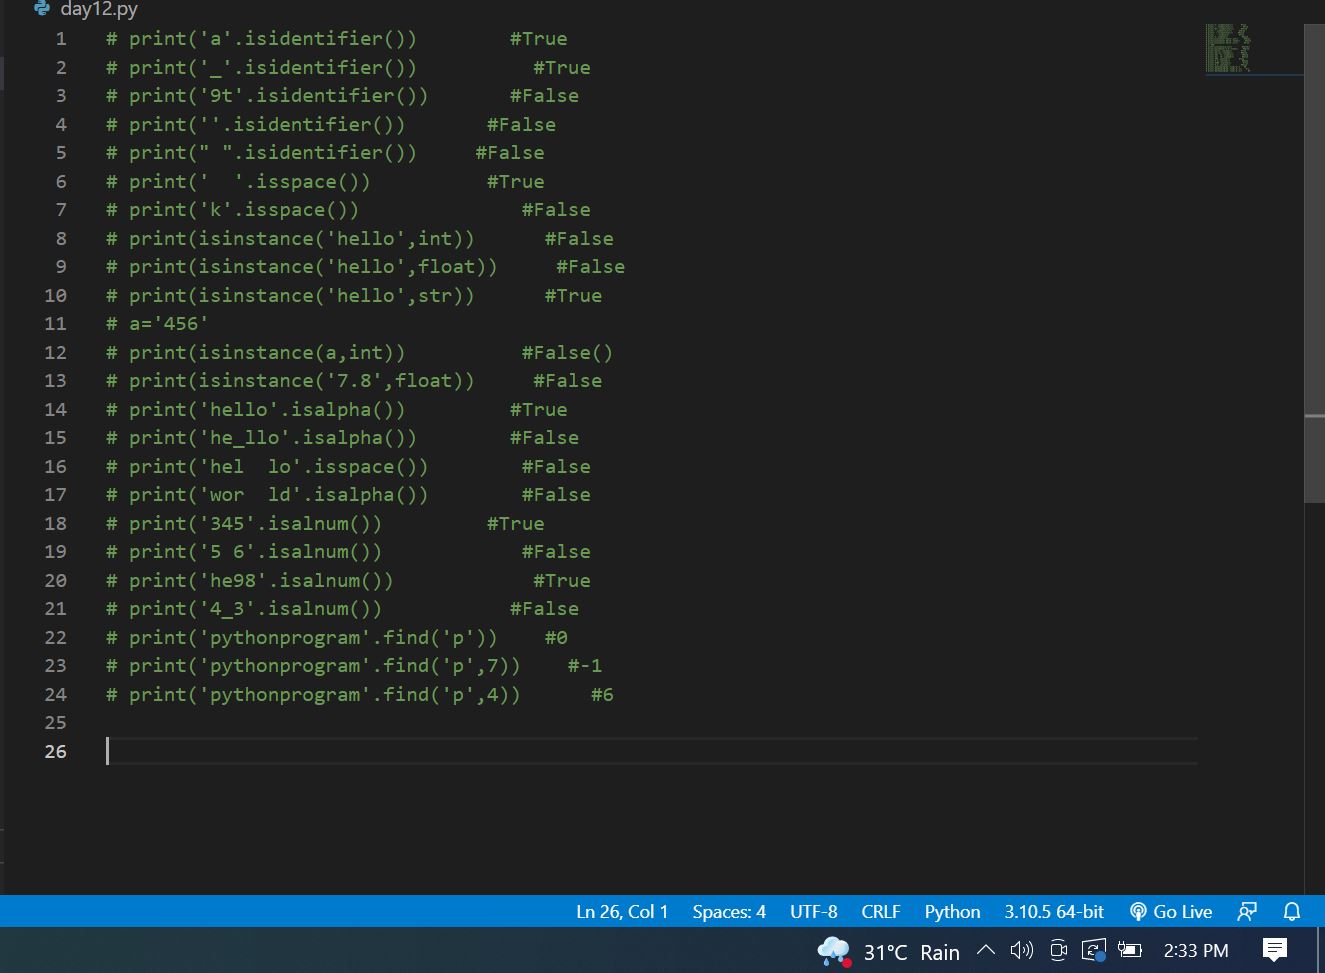 day12.py
1 # print('a'.isidentifier()) #True
2 # print('_'.isidentifier()) #True
3 # print('9t'.isidentifier()) #False
4 # print(''.isidentifier()) #False
5 # print(" ".isidentifier()) #False
6 # print('  '.isspace()) #True
7 # print('k'.isspace()) #False
8 # print(isinstance('hello',int)) #False
9 # print(isinstance('hello',float)) #False
10 # print(isinstance('hello',str)) #True
11 # a='456'
12 # print(isinstance(a,int)) #False()
13 # print(isinstance('7.8',float)) #False
14 # print('hello'.isalpha()) #True
15 # print('he_llo'.isalpha()) #False
16 # print('hel  lo'.isspace()) #False
17 # print('wor  ld'.isalpha()) #False
18 # print('345'.isalnum()) #True
19 # print('5 6'.isalnum()) #False
20 # print('he98'.isalnum()) #True
21 # print('4_3'.isalnum()) #False
22 # print('pythonprogram'.find('p')) #0
23 # print('pythonprogram'.find('p',7)) #-1
24 # print('pythonprogram'.find('p',4)) #6
25
26
Ln 26, Col 1 Spaces: 4 UTF-8 CRLF Python 3.10.5 64-bit Go Live
31°C Rain 2:33 PM